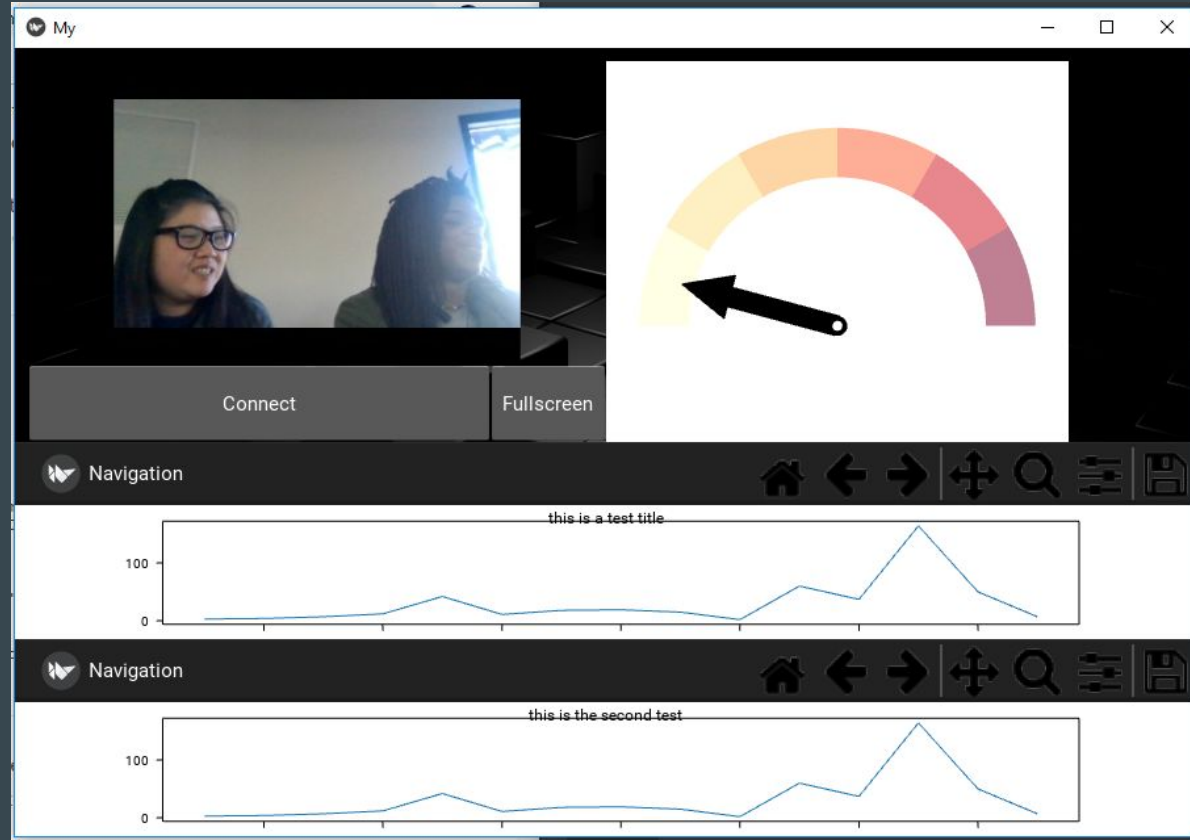 My
Connect
Fullscreen
Navigation
this is a test title
100
0
Navigation
this is the second test
100
0